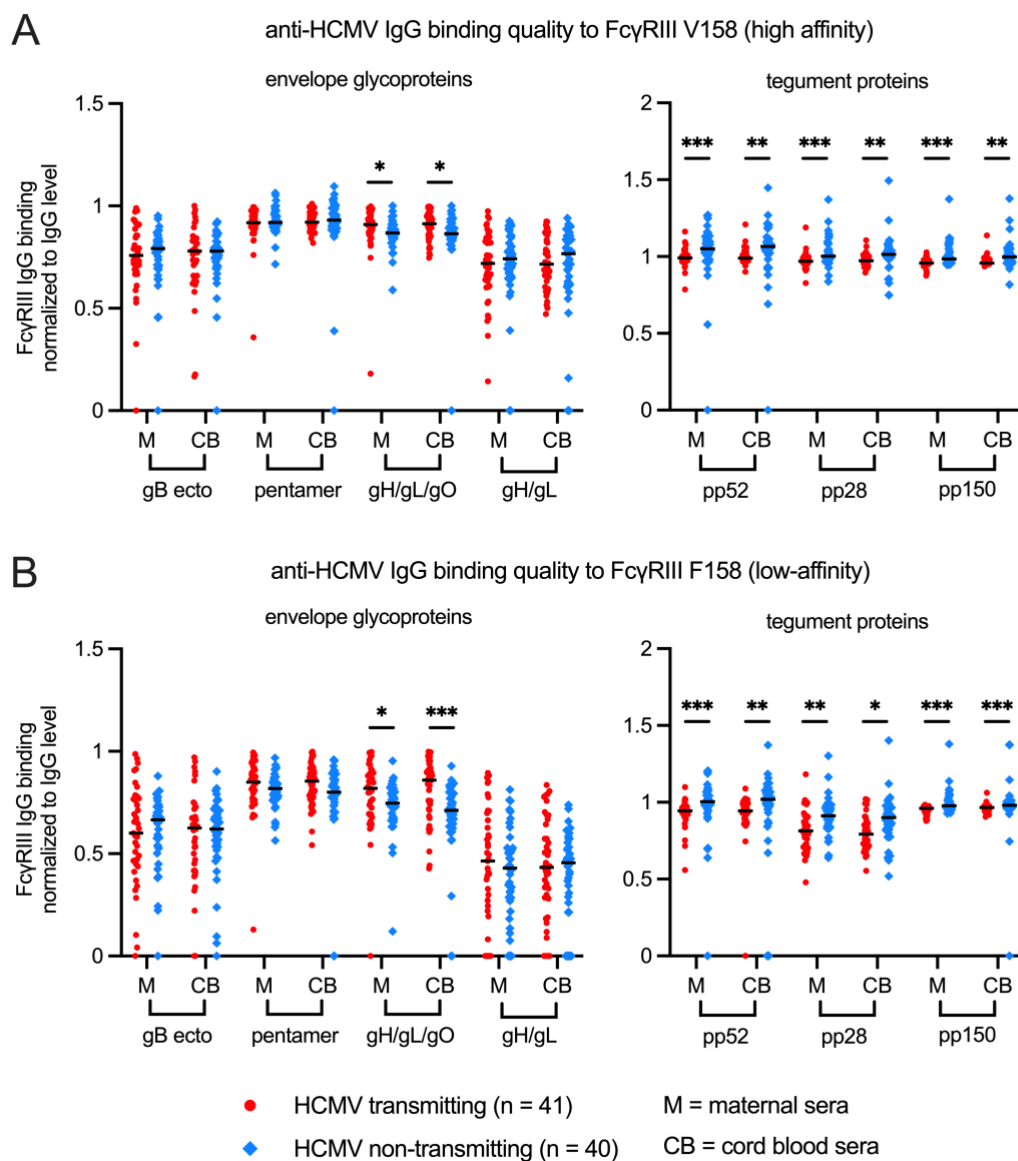 A
anti-HCMV IgG binding quality to FcγRIII V158 (high affinity)
envelope glycoproteins
tegument proteins
FcγRIII IgG binding
normalized to IgG level
1.5
1
0.5
0
* *
M CB M CB M CB M CB
gB ecto pentamer gH/gL/gO gH/gL
2
1.5
1
0.5
0
*** ** *** ** *** **
M CB M CB M CB
pp52 pp28 pp150
B
anti-HCMV IgG binding quality to FcγRIII F158 (low-affinity)
envelope glycoproteins
tegument proteins
FcγRIII IgG binding
normalized to IgG level
1.5
1
0.5
0
* ***
M CB M CB M CB M CB
gB ecto pentamer gH/gL/gO gH/gL
2
1.5
1
0.5
0
*** ** ** * *** ***
M CB M CB M CB
pp52 pp28 pp150
HCMV transmitting (n = 41)
M = maternal sera
HCMV non-transmitting (n = 40)
CB = cord blood sera